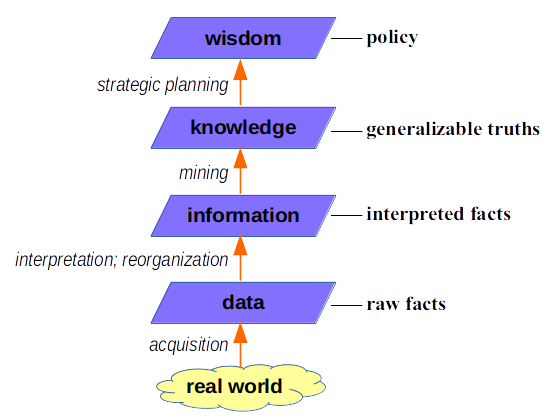 wisdom
policy
strategic planning
knowledge
generalizable truths
mining
information
interpreted facts
interpretation; reorganization
data
raw facts
acquisition
real world